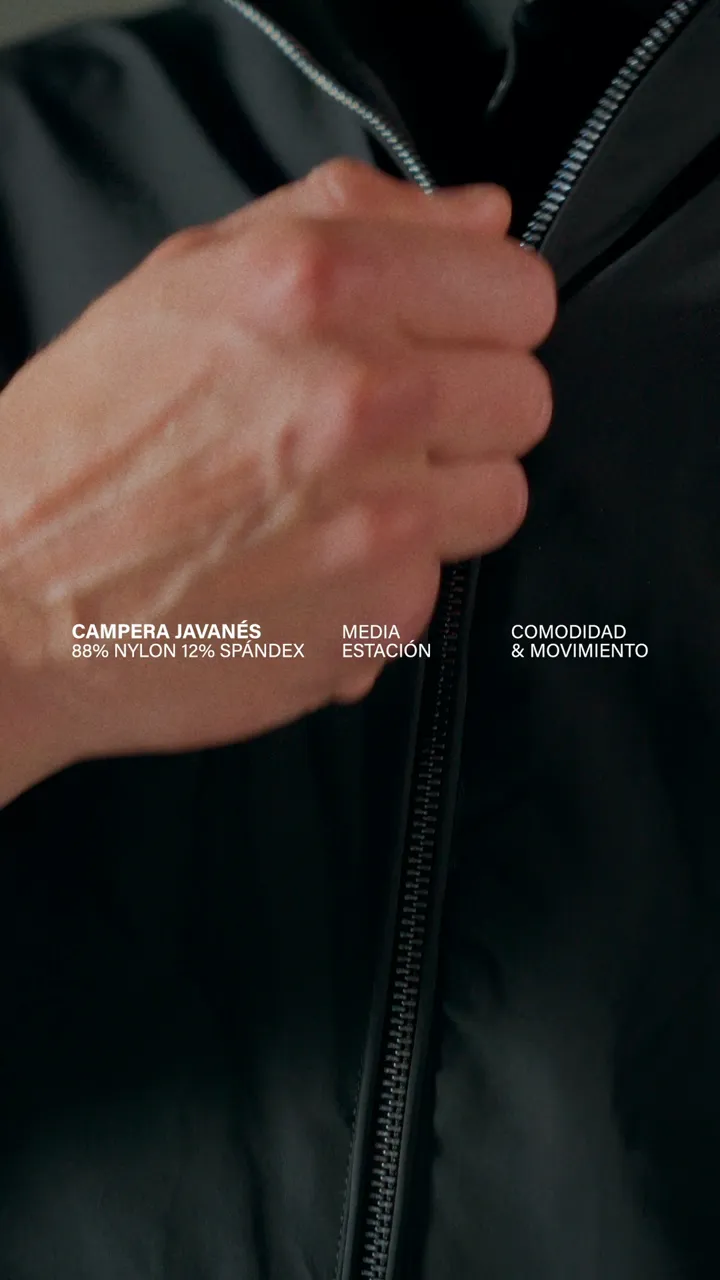 CAMPERA JAVANÉS
88% NYLON 12% SPÁNDEX
MEDIA
ESTACIÓN
COMODIDAD
& MOVIMIENTO